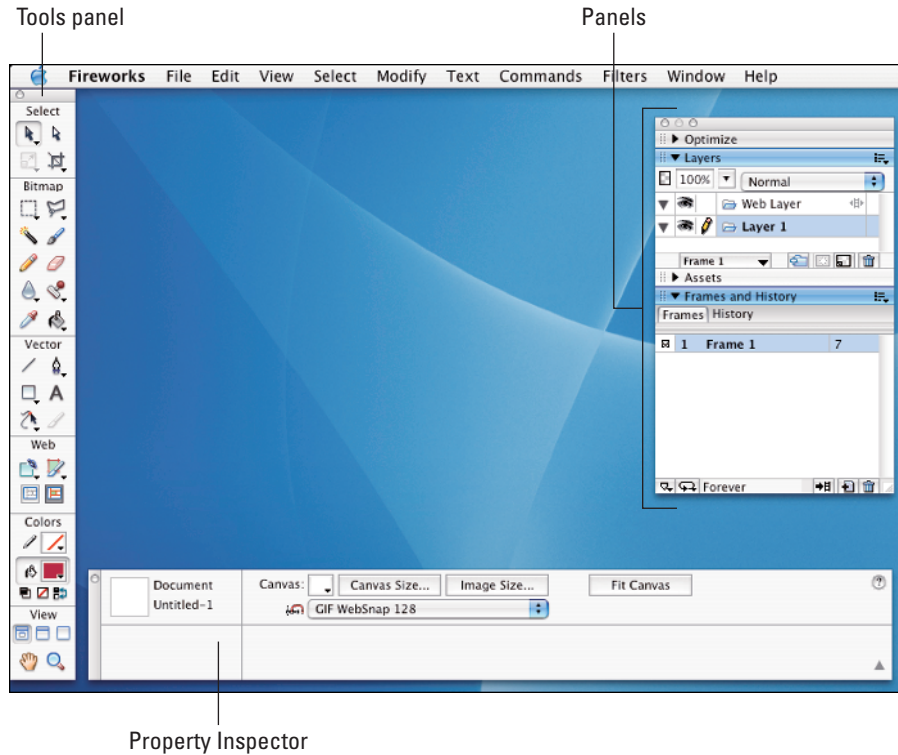 Tools panel
Panels
Fireworks File Edit View Select Modify Text Commands Filters Window Help
Select
Bitmap
Vector
Web
Colors
View
Optimize
Layers
100% Normal
Web Layer
Layer 1
Frame 1
Assets
Frames and History
Frames History
1 Frame 1 7
Forever
Document
Untitled-1
Canvas: Canvas Size... Image Size... Fit Canvas ?
GIF WebSnap 128
Property Inspector